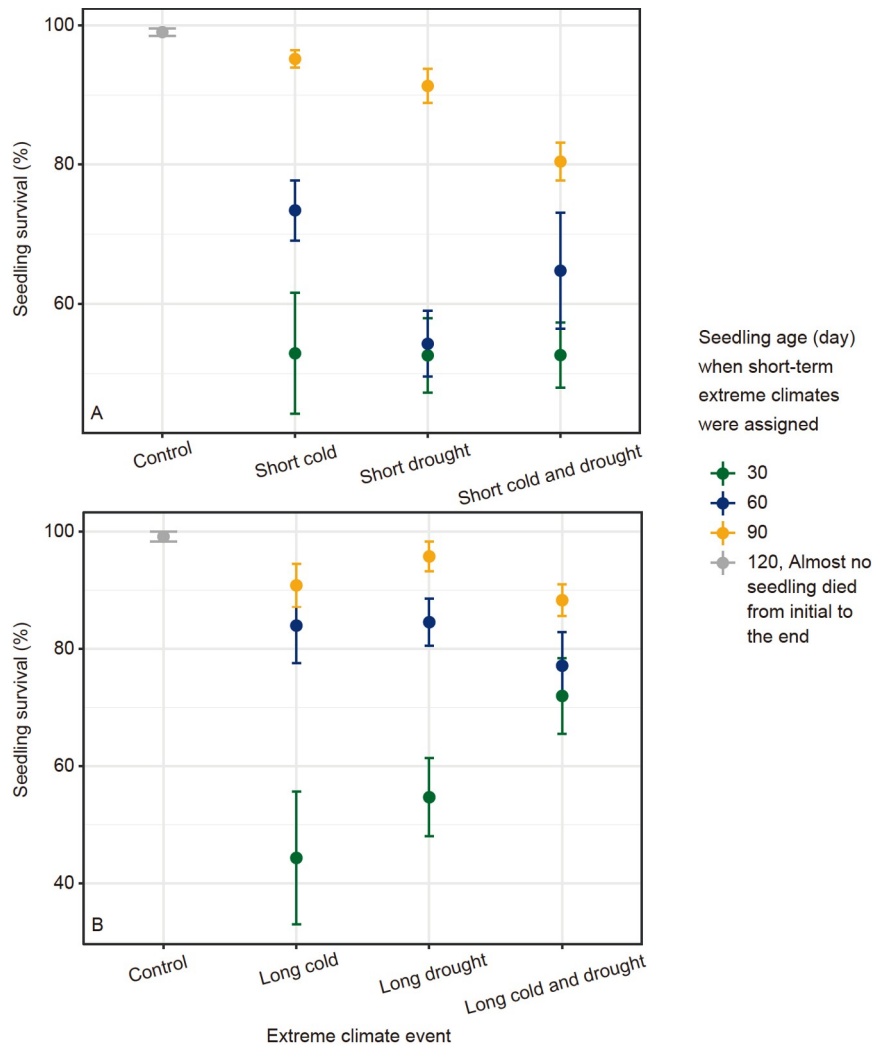 100
80
60
Seedling survival (%)
A
Control
Short cold
Short drought
Short cold and drought
100
80
60
40
Seedling survival (%)
B
Control
Long cold
Long drought
Long cold and drought
Extreme climate event
Seedling age (day)
when short-term
extreme climates
were assigned
30
60
90
120, Almost no
seedling died
from initial to
the end